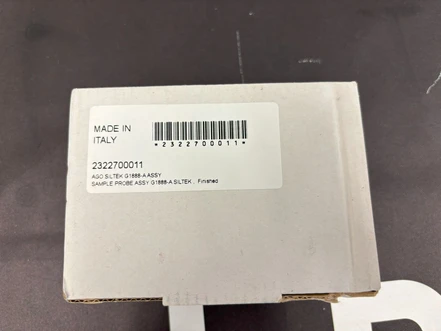 MADE IN
ITALY
*2322700011*
2322700011
AGO SILTEK G1888-A ASSY
SAMPLE PROBE ASSY G1888-A SILTEK , Finished